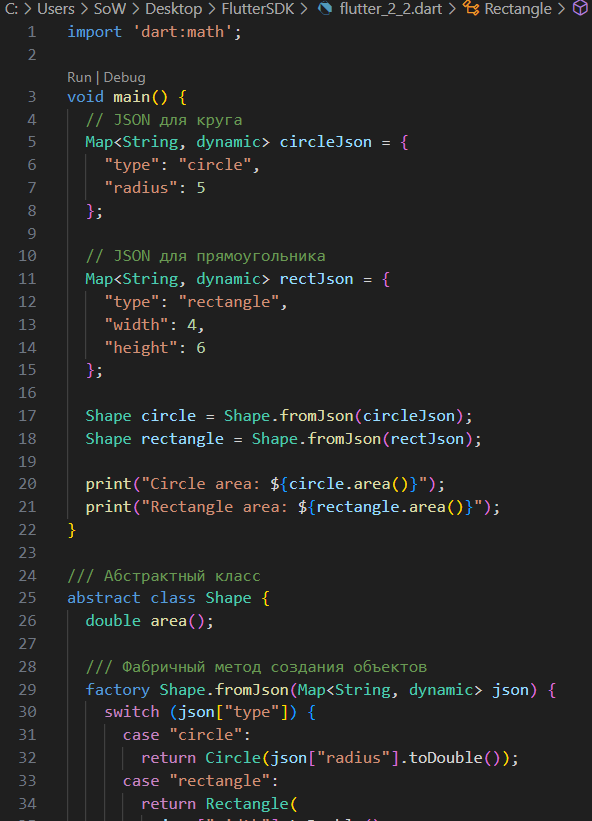 C: > Users > SoW > Desktop > FlutterSDK > flutter_2_2.dart > Rectangle >
1 import 'dart:math';
2
Run | Debug
3 void main() {
4 // JSON для круга
5 Map<String, dynamic> circleJson = {
6 "type": "circle",
7 "radius": 5
8 };
9
10 // JSON для прямоугольника
11 Map<String, dynamic> rectJson = {
12 "type": "rectangle",
13 "width": 4,
14 "height": 6
15 };
16
17 Shape circle = Shape.fromJson(circleJson);
18 Shape rectangle = Shape.fromJson(rectJson);
19
20 print("Circle area: ${circle.area()}");
21 print("Rectangle area: ${rectangle.area()}");
22 }
23
24 /// Абстрактный класс
25 abstract class Shape {
26 double area();
27
28 /// Фабричный метод создания объектов
29 factory Shape.fromJson(Map<String, dynamic> json) {
30 switch (json["type"]) {
31 case "circle":
32 return Circle(json["radius"].toDouble());
33 case "rectangle":
34 return Rectangle(